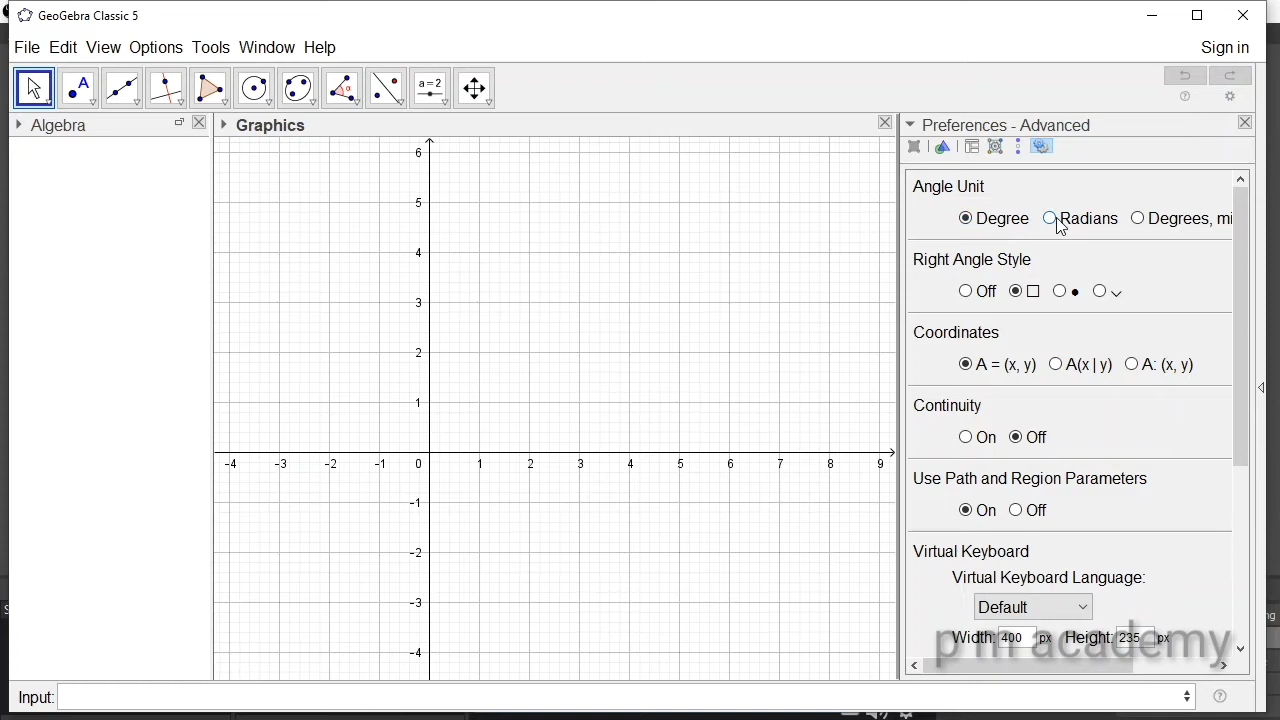 GeoGebra Classic 5
File Edit View Options Tools Window Help Sign in
A a = 2
Algebra
Graphics
Preferences - Advanced
6
5
4
3
2
1
-4 -3 -2 -1 0 1 2 3 4 5 6 7 8 9
-1
-2
-3
-4
Angle Unit
Degree Radians Degrees, mi
Right Angle Style
Off
Coordinates
A = (x, y) A(x | y) A: (x, y)
Continuity
On Off
Use Path and Region Parameters
On Off
Virtual Keyboard
Virtual Keyboard Language:
Default
Width: 400 px Height: 235 px
p m academy
Input: